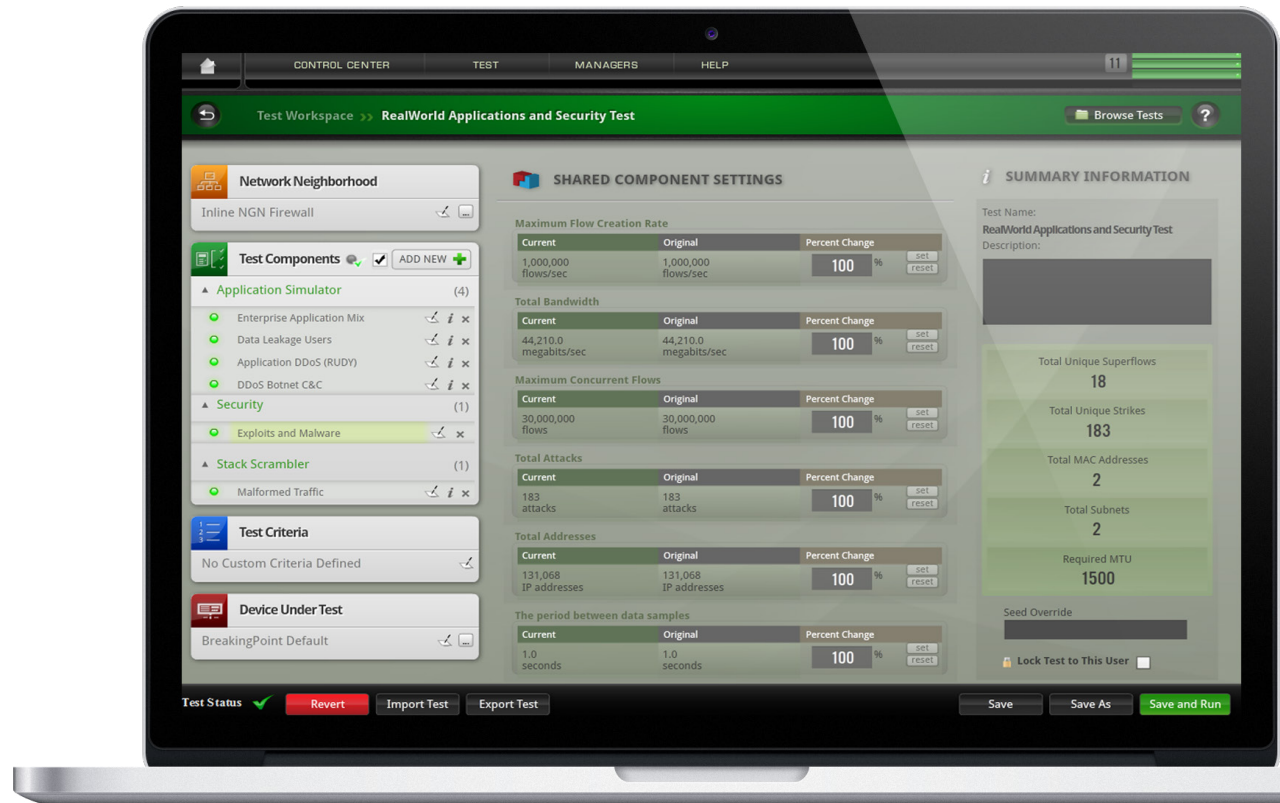 CONTROL CENTER TEST MANAGERS HELP 11
Test Workspace >> RealWorld Applications and Security Test Browse Tests ?
Network Neighborhood
Inline NGN Firewall ...
Test Components ADD NEW
Application Simulator (4)
Enterprise Application Mix i x
Data Leakage Users i x
Application DDoS (RUDY) i x
DDoS Botnet C&C i x
Security (1)
Exploits and Malware x
Stack Scrambler (1)
Malformed Traffic i x
1
2
3
Test Criteria
No Custom Criteria Defined
Device Under Test
BreakingPoint Default ...
SHARED COMPONENT SETTINGS
Maximum Flow Creation Rate
Current Original Percent Change
1,000,000 1,000,000 100 % set
flows/sec flows/sec reset
Total Bandwidth
Current Original Percent Change
44,210.0 44,210.0 100 % set
megabits/sec megabits/sec reset
Maximum Concurrent Flows
Current Original Percent Change
30,000,000 30,000,000 100 % set
flows flows reset
Total Attacks
Current Original Percent Change
183 183 100 % set
attacks attacks reset
Total Addresses
Current Original Percent Change
131,068 131,068 100 % set
IP addresses IP addresses reset
The period between data samples
Current Original Percent Change
1.0 1.0 100 % set
seconds seconds reset
i SUMMARY INFORMATION
Test Name:
RealWorld Applications and Security Test
Description:
Total Unique Superflows
18
Total Unique Strikes
183
Total MAC Addresses
2
Total Subnets
2
Required MTU
1500
Seed Override
Lock Test to This User
Test Status Revert Import Test Export Test Save Save As Save and Run